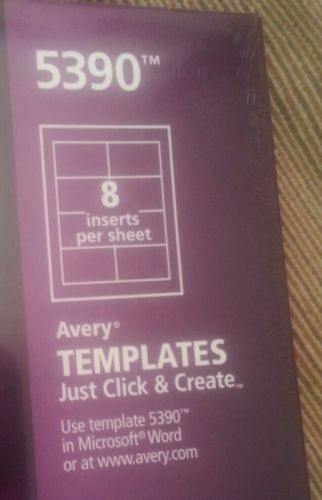 5390™
8
inserts
per sheet
Avery®
TEMPLATES
Just Click & Create™
Use template 5390™
in Microsoft® Word
or at www.avery.com